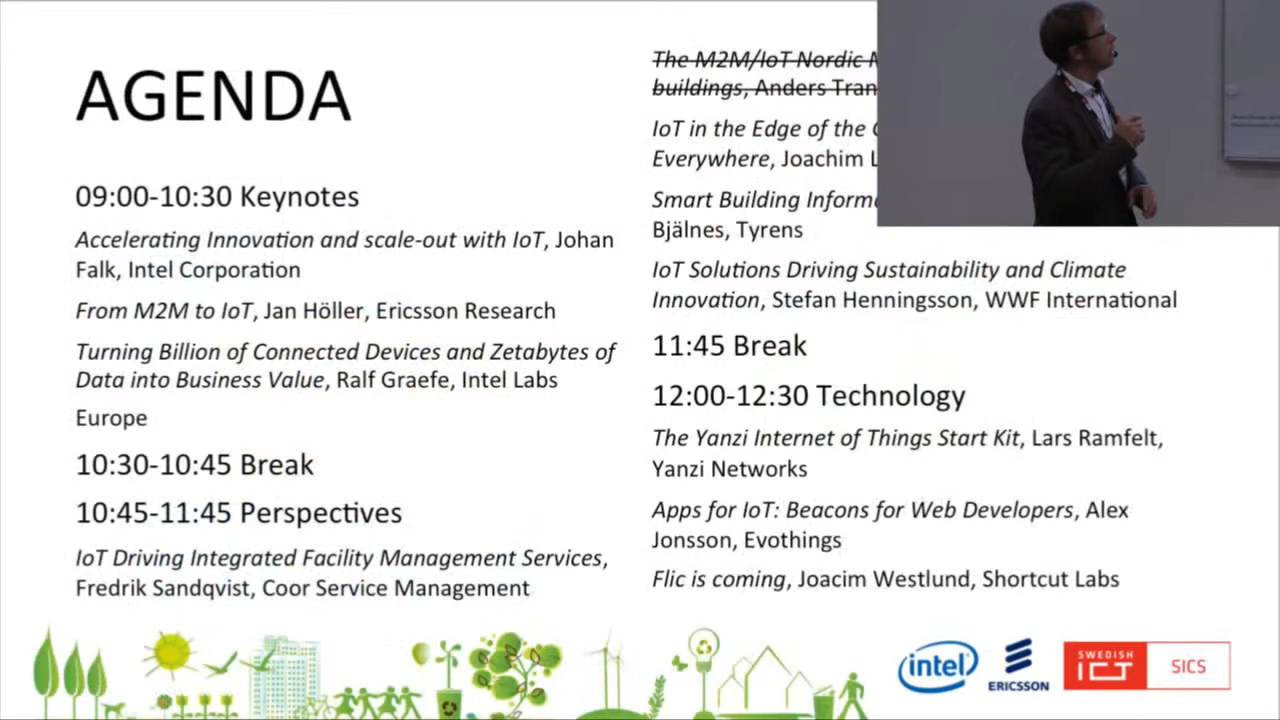 AGENDA
09:00-10:30 Keynotes
Accelerating Innovation and scale-out with IoT, Johan
Falk, Intel Corporation
From M2M to IoT, Jan Höller, Ericsson Research
Turning Billion of Connected Devices and Zetabytes of
Data into Business Value, Ralf Graefe, Intel Labs
Europe
10:30-10:45 Break
10:45-11:45 Perspectives
IoT Driving Integrated Facility Management Services,
Fredrik Sandqvist, Coor Service Management
The M2M/IoT Nordic
buildings, Anders
IoT in the Edge of the
Everywhere, Joachim
Smart Building
Bjälnes, Tyrens
IoT Solutions Driving Sustainability and Climate
Innovation, Stefan Henningsson, WWF International
11:45 Break
12:00-12:30 Technology
The Yanzi Internet of Things Start Kit, Lars Ramfelt,
Yanzi Networks
Apps for IoT: Beacons for Web Developers, Alex
Jonsson, Evothings
Flic is coming, Joacim Westlund, Shortcut Labs
intel
ERICSSON
SWEDISH
ICT
SICS